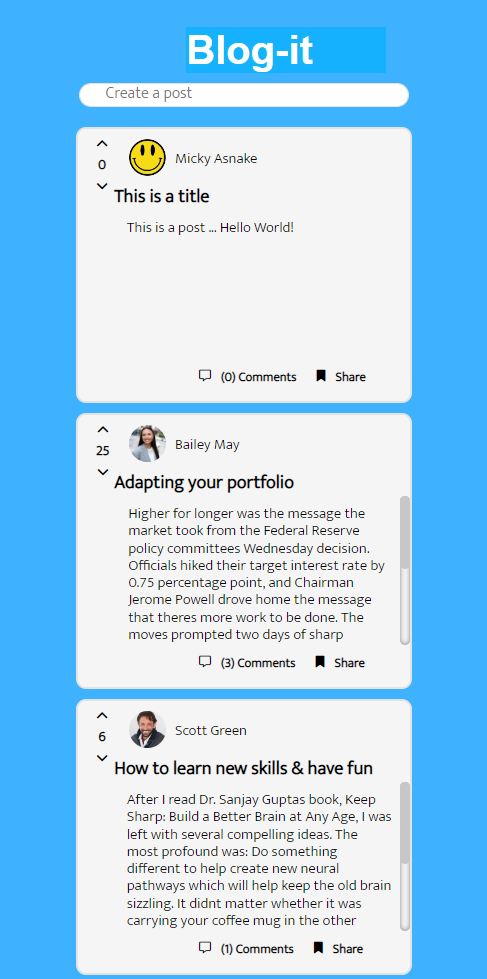 Blog-it
Create a post
Micky Asnake
0
This is a title
This is a post ... Hello World!
(0) Comments Share
Bailey May
25
Adapting your portfolio
Higher for longer was the message the
market took from the Federal Reserve
policy committees Wednesday decision.
Officials hiked their target interest rate by
0.75 percentage point, and Chairman
Jerome Powell drove home the message
that theres more work to be done. The
moves prompted two days of sharp
(3) Comments Share
Scott Green
6
How to learn new skills & have fun
After I read Dr. Sanjay Guptas book, Keep
Sharp: Build a Better Brain at Any Age, I was
left with several compelling ideas. The
most profound was: Do something
different to help create new neural
pathways which will help keep the old brain
sizzling. It didnt matter whether it was
carrying your coffee mug in the other
(1) Comments Share